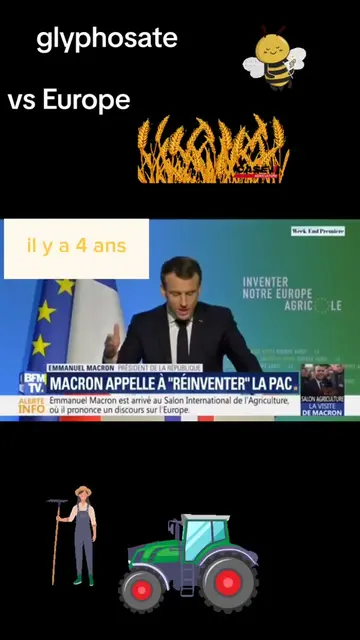 glyphosate
vs Europe
CASE
Week End Première
il y a 4 ans
INVENTER
NOTRE EUROPE
AGRICOLE
EMMANUEL MACRON PRÉSIDENT DE LA RÉPUBLIQUE
BFM
TV.
MACRON APPELLE À "RÉINVENTER" LA PAC
ALERTE
INFO
Emmanuel Macron est arrivé au Salon International de l'Agriculture,
où il prononce un discours sur l'Europe.
SALON AGRICULTURE
LA VISITE
DE MACRON